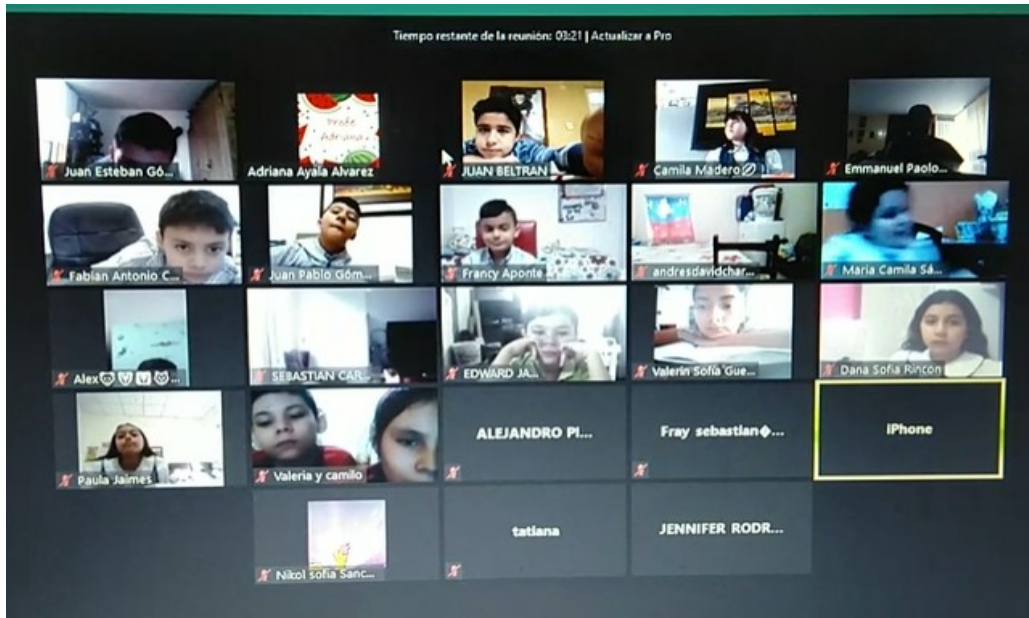 Tiempo restante de la reunión: 03:21 | Actualizar a Pro
Juan Esteban Gó...
Profe
Adriana
Adriana Ayala Alvarez
JUAN BELTRAN
Camila Madero
Emmanuel Paolo...
Fabian Antonio C...
Juan Pablo Góm...
Francy Aponte
andresdavidchar...
Maria Camila Sá...
Alex...
SEBASTIAN CAR...
EDWARD JA...
Valerin Sofia Gue...
Dana Sofia Rincon
Paula Jaimes
Valeria y camilo
ALEJANDRO PI...
Fray sebastian�...
iPhone
Nikol sofia Sanc...
tatiana
JENNIFER RODR...